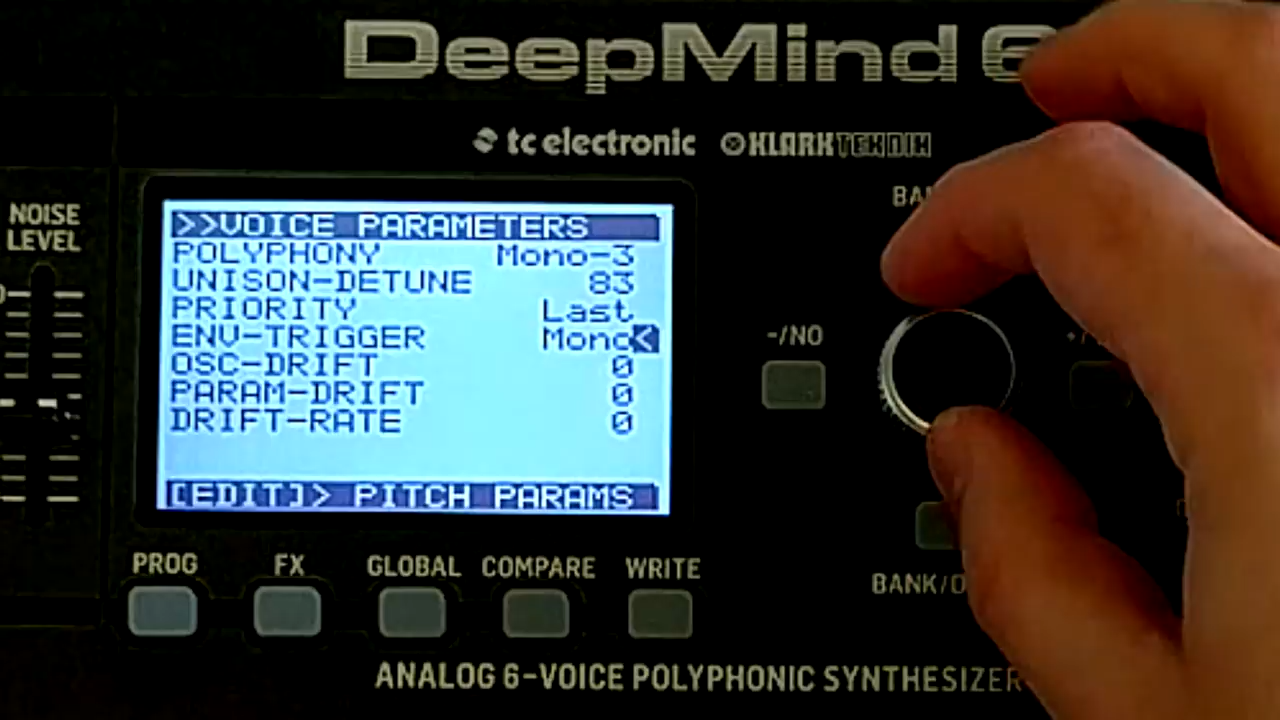 DeepMind 6
tc electronic KLARK TEKNIK
NOISE
LEVEL
>>VOICE PARAMETERS
POLYPHONY Mono-3
UNISON-DETUNE 83
PRIORITY Last
ENV-TRIGGER Mono<
OSC-DRIFT 0
PARAM-DRIFT 0
DRIFT-RATE 0
[EDIT]> PITCH PARAMS
-/NO
PROG FX GLOBAL COMPARE WRITE
ANALOG 6-VOICE POLYPHONIC SYNTHESIZER